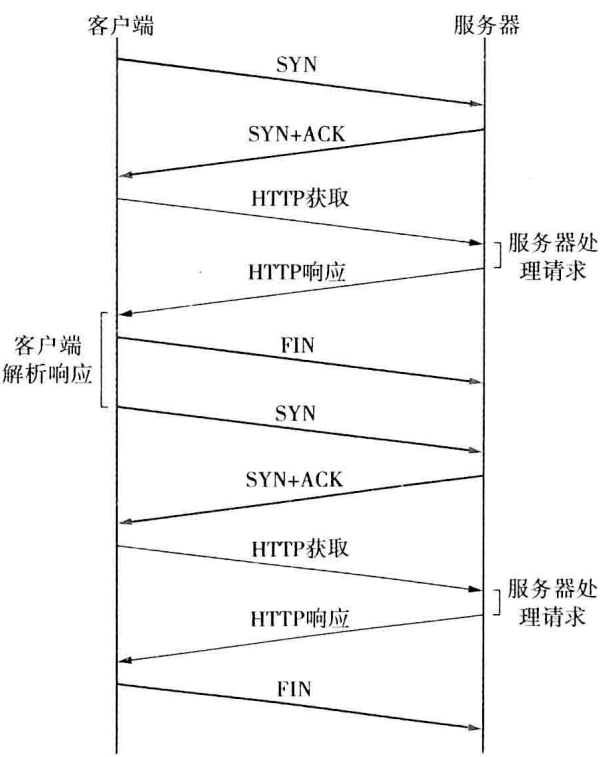 客户端
服务器
SYN
SYN+ACK
HTTP获取
服务器处
理请求
HTTP响应
客户端
解析响应
FIN
SYN
SYN+ACK
HTTP获取
服务器处
理请求
HTTP响应
FIN